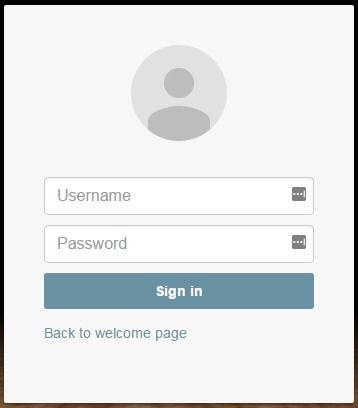 Username
Password
Sign in
Back to welcome page